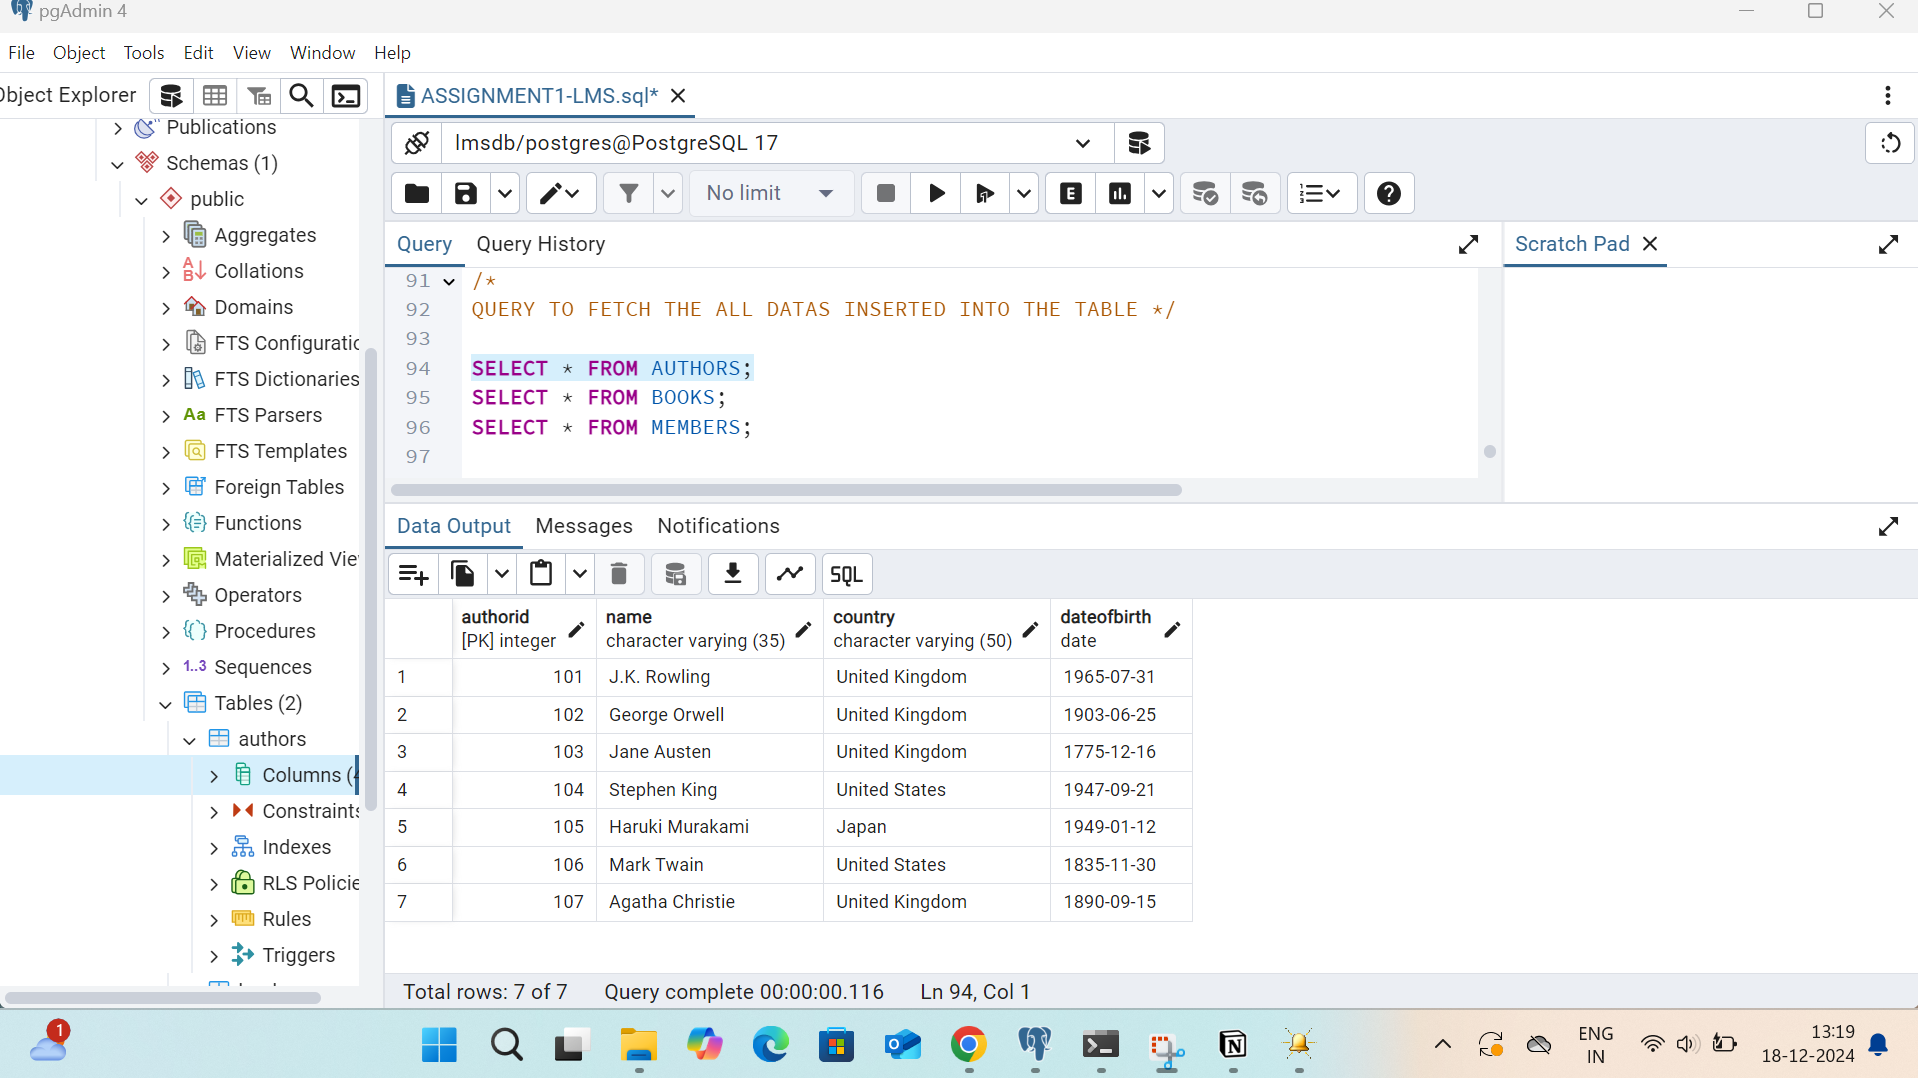 pgAdmin 4
File Object Tools Edit View Window Help
Object Explorer
ASSIGNMENT1-LMS.sql*
Publications
Schemas (1)
public
Aggregates
Collations
Domains
FTS Configuratic
FTS Dictionaries
FTS Parsers
FTS Templates
Foreign Tables
Functions
Materialized Vie
Operators
Procedures
1..3 Sequences
Tables (2)
authors
Columns (4
Constraints
Indexes
RLS Policie
Rules
Triggers
lmsdb/postgres@PostgreSQL 17
No limit
E
Query Query History
Scratch Pad
91 /*
92 QUERY TO FETCH THE ALL DATAS INSERTED INTO THE TABLE */
93
94 SELECT * FROM AUTHORS;
95 SELECT * FROM BOOKS;
96 SELECT * FROM MEMBERS;
97
Data Output Messages Notifications
SQL
authorid name country dateofbirth
[PK] integer character varying (35) character varying (50) date
1 101 J.K. Rowling United Kingdom 1965-07-31
2 102 George Orwell United Kingdom 1903-06-25
3 103 Jane Austen United Kingdom 1775-12-16
4 104 Stephen King United States 1947-09-21
5 105 Haruki Murakami Japan 1949-01-12
6 106 Mark Twain United States 1835-11-30
7 107 Agatha Christie United Kingdom 1890-09-15
Total rows: 7 of 7 Query complete 00:00:00.116 Ln 94, Col 1
1
ENG
IN
13:19
18-12-2024